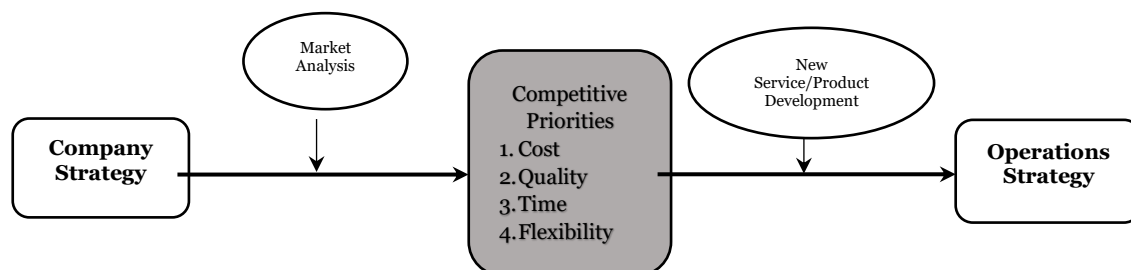 Market
Analysis
New
Service/Product
Development
Competitive
Priorities
1. Cost
2. Quality
3. Time
4. Flexibility
Company
Strategy
Operations
Strategy